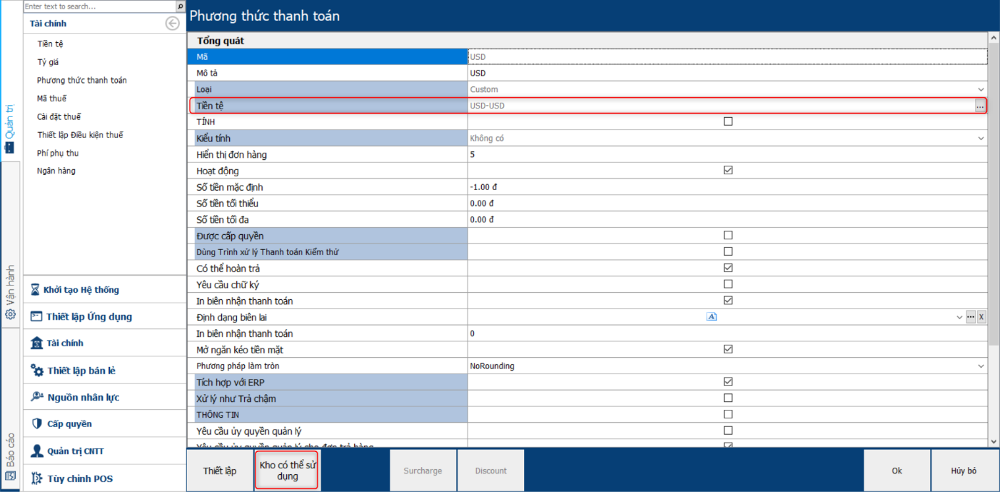 Enter text to search...
Tài chính
Tiền tệ
Tỷ giá
Phương thức thanh toán
Mã thuế
Cài đặt thuế
Thiết lập Điều kiện thuế
Phí phụ thu
Ngân hàng
Khởi tạo Hệ thống
Thiết lập Ứng dụng
Tài chính
Thiết lập bán lẻ
Nguồn nhân lực
Cấp quyền
Quản trị CNTT
Tùy chỉnh POS
Quản trị
Vận hành
Báo cáo
Phương thức thanh toán
Tổng quát
Mã USD
Mô tả USD
Loại Custom
Tiền tệ USD-USD ...
TÍNH
Kiểu tính Không có
Hiển thị đơn hàng 5
Hoạt động
Số tiền mặc định -1.00 đ
Số tiền tối thiểu 0.00 đ
Số tiền tối đa 0.00 đ
Được cấp quyền
Dùng Trình xử lý Thanh toán Kiểm thử
Có thể hoàn trả
Yêu cầu chữ ký
In biên nhận thanh toán
Định dạng biên lai A ... X
In biên nhận thanh toán 0
Mở ngăn kéo tiền mặt
Phương pháp làm tròn NoRounding
Tích hợp với ERP
Xử lý như Trả chậm
THÔNG TIN
Yêu cầu ủy quyền quản lý
Yêu cầu ủy quyền quản lý cho đơn trả hàng
Thiết lập
Kho có thể sử
dụng
Surcharge
Discount
Ok
Hủy bỏ